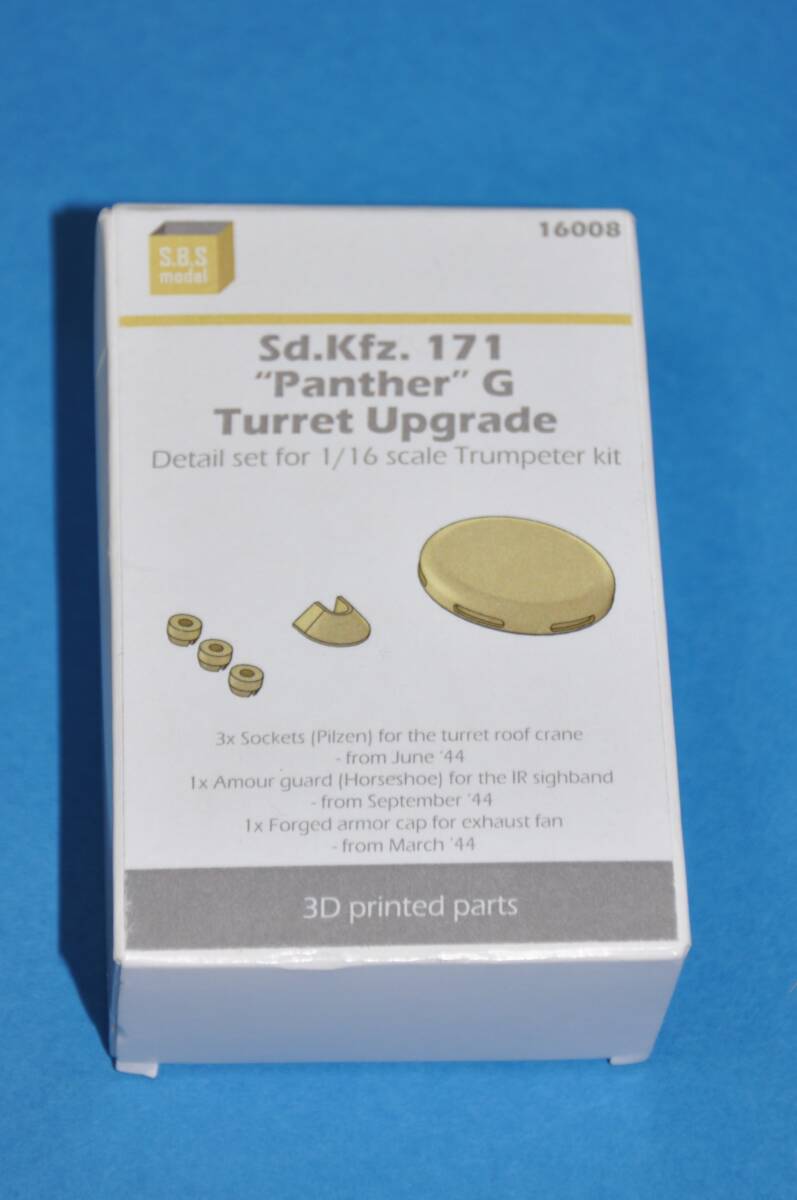 S.B.S
model
16008
Sd.Kfz. 171
"Panther" G
Turret Upgrade
Detail set for 1/16 scale Trumpeter kit
3x Sockets (Pilzen) for the turret roof crane
- from June '44
1x Amour guard (Horseshoe) for the IR sighband
- from September '44
1x Forged armor cap for exhaust fan
- from March '44
3D printed parts